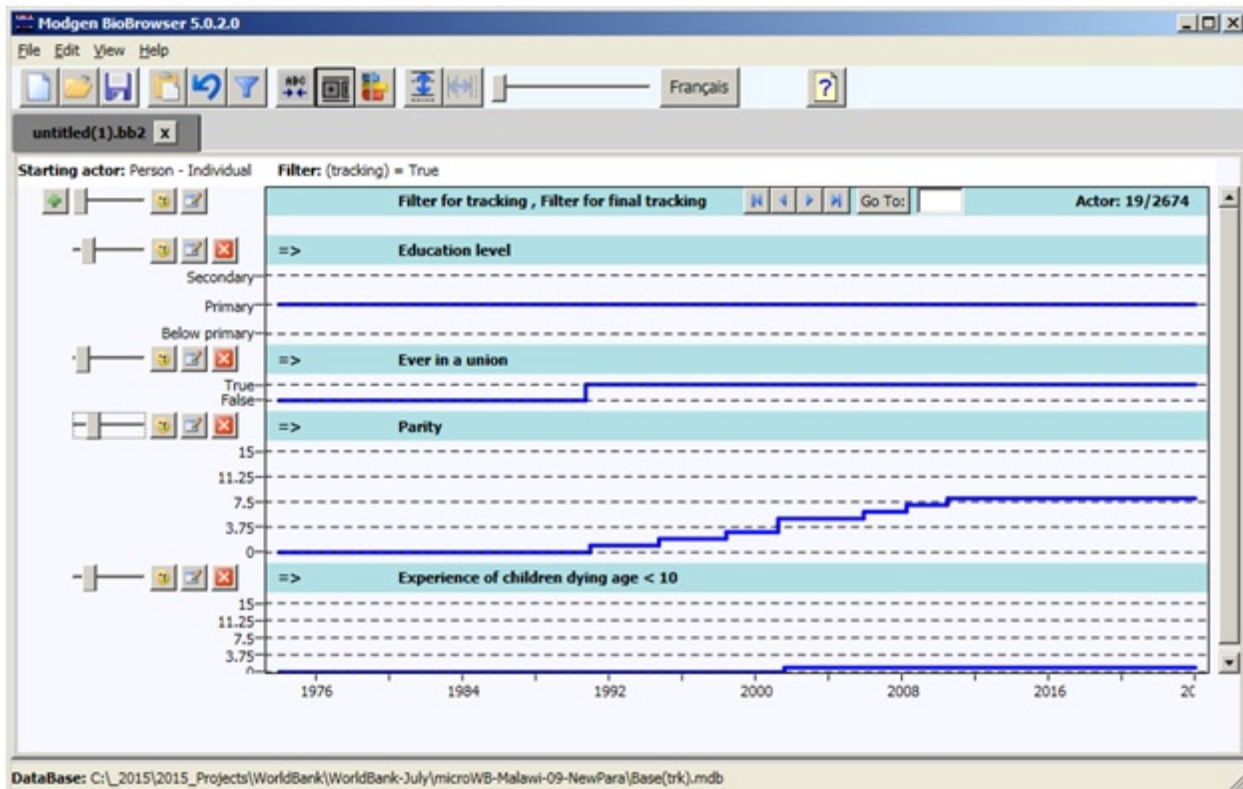 Modgen BioBrowser 5.0.2.0
File Edit View Help
ABC Français ?
untitled(1).bb2 x
Starting actor: Person - Individual Filter: (tracking) = True
Filter for tracking , Filter for final tracking Go To: Actor: 19/2674
=> Education level
Secondary
Primary
Below primary
=> Ever in a union
True
False
=> Parity
15
11.25
7.5
3.75
0
=> Experience of children dying age < 10
15
11.25
7.5
3.75
0
1976 1984 1992 2000 2008 2016
DataBase: C:\_2015\2015_Projects\WorldBank\WorldBank-July\microWB-Malawi-09-NewPara\Base(trk).mdb